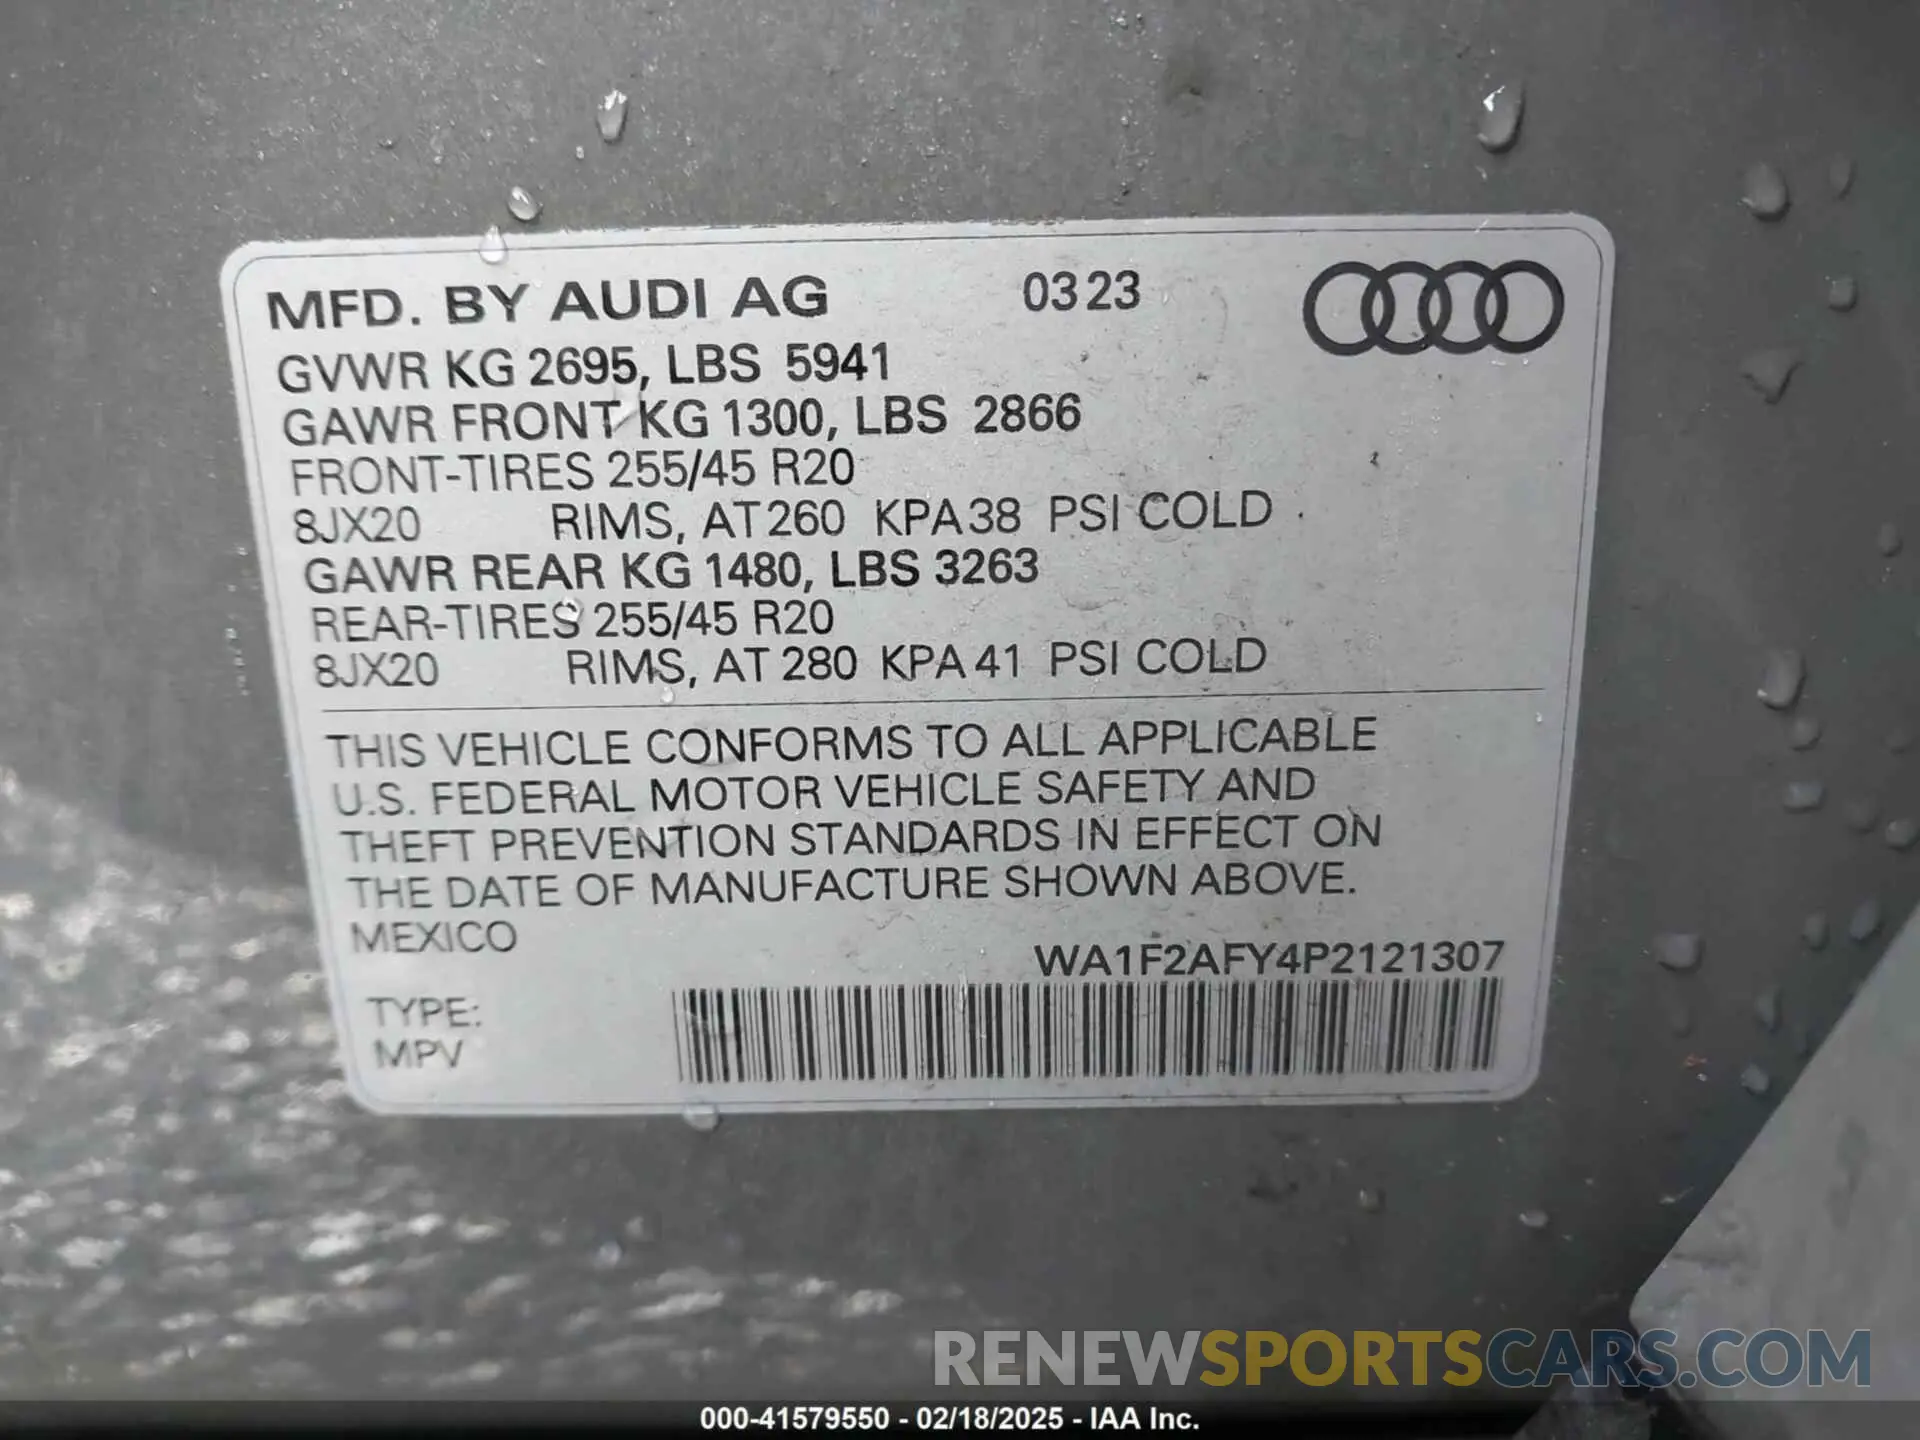 MFD. BY AUDI AG 0323
GVWR KG 2695, LBS 5941
GAWR FRONT KG 1300, LBS 2866
FRONT-TIRES 255/45 R20
8JX20 RIMS, AT 260 KPA 38 PSI COLD
GAWR REAR KG 1480, LBS 3263
REAR-TIRES 255/45 R20
8JX20 RIMS, AT 280 KPA 41 PSI COLD
THIS VEHICLE CONFORMS TO ALL APPLICABLE
U.S. FEDERAL MOTOR VEHICLE SAFETY AND
THEFT PREVENTION STANDARDS IN EFFECT ON
THE DATE OF MANUFACTURE SHOWN ABOVE.
MEXICO
WA1F2AFY4P2121307
TYPE:
MPV
RENEWSPORTSCARS.COM
000-41579550 - 02/18/2025 - IAA Inc.